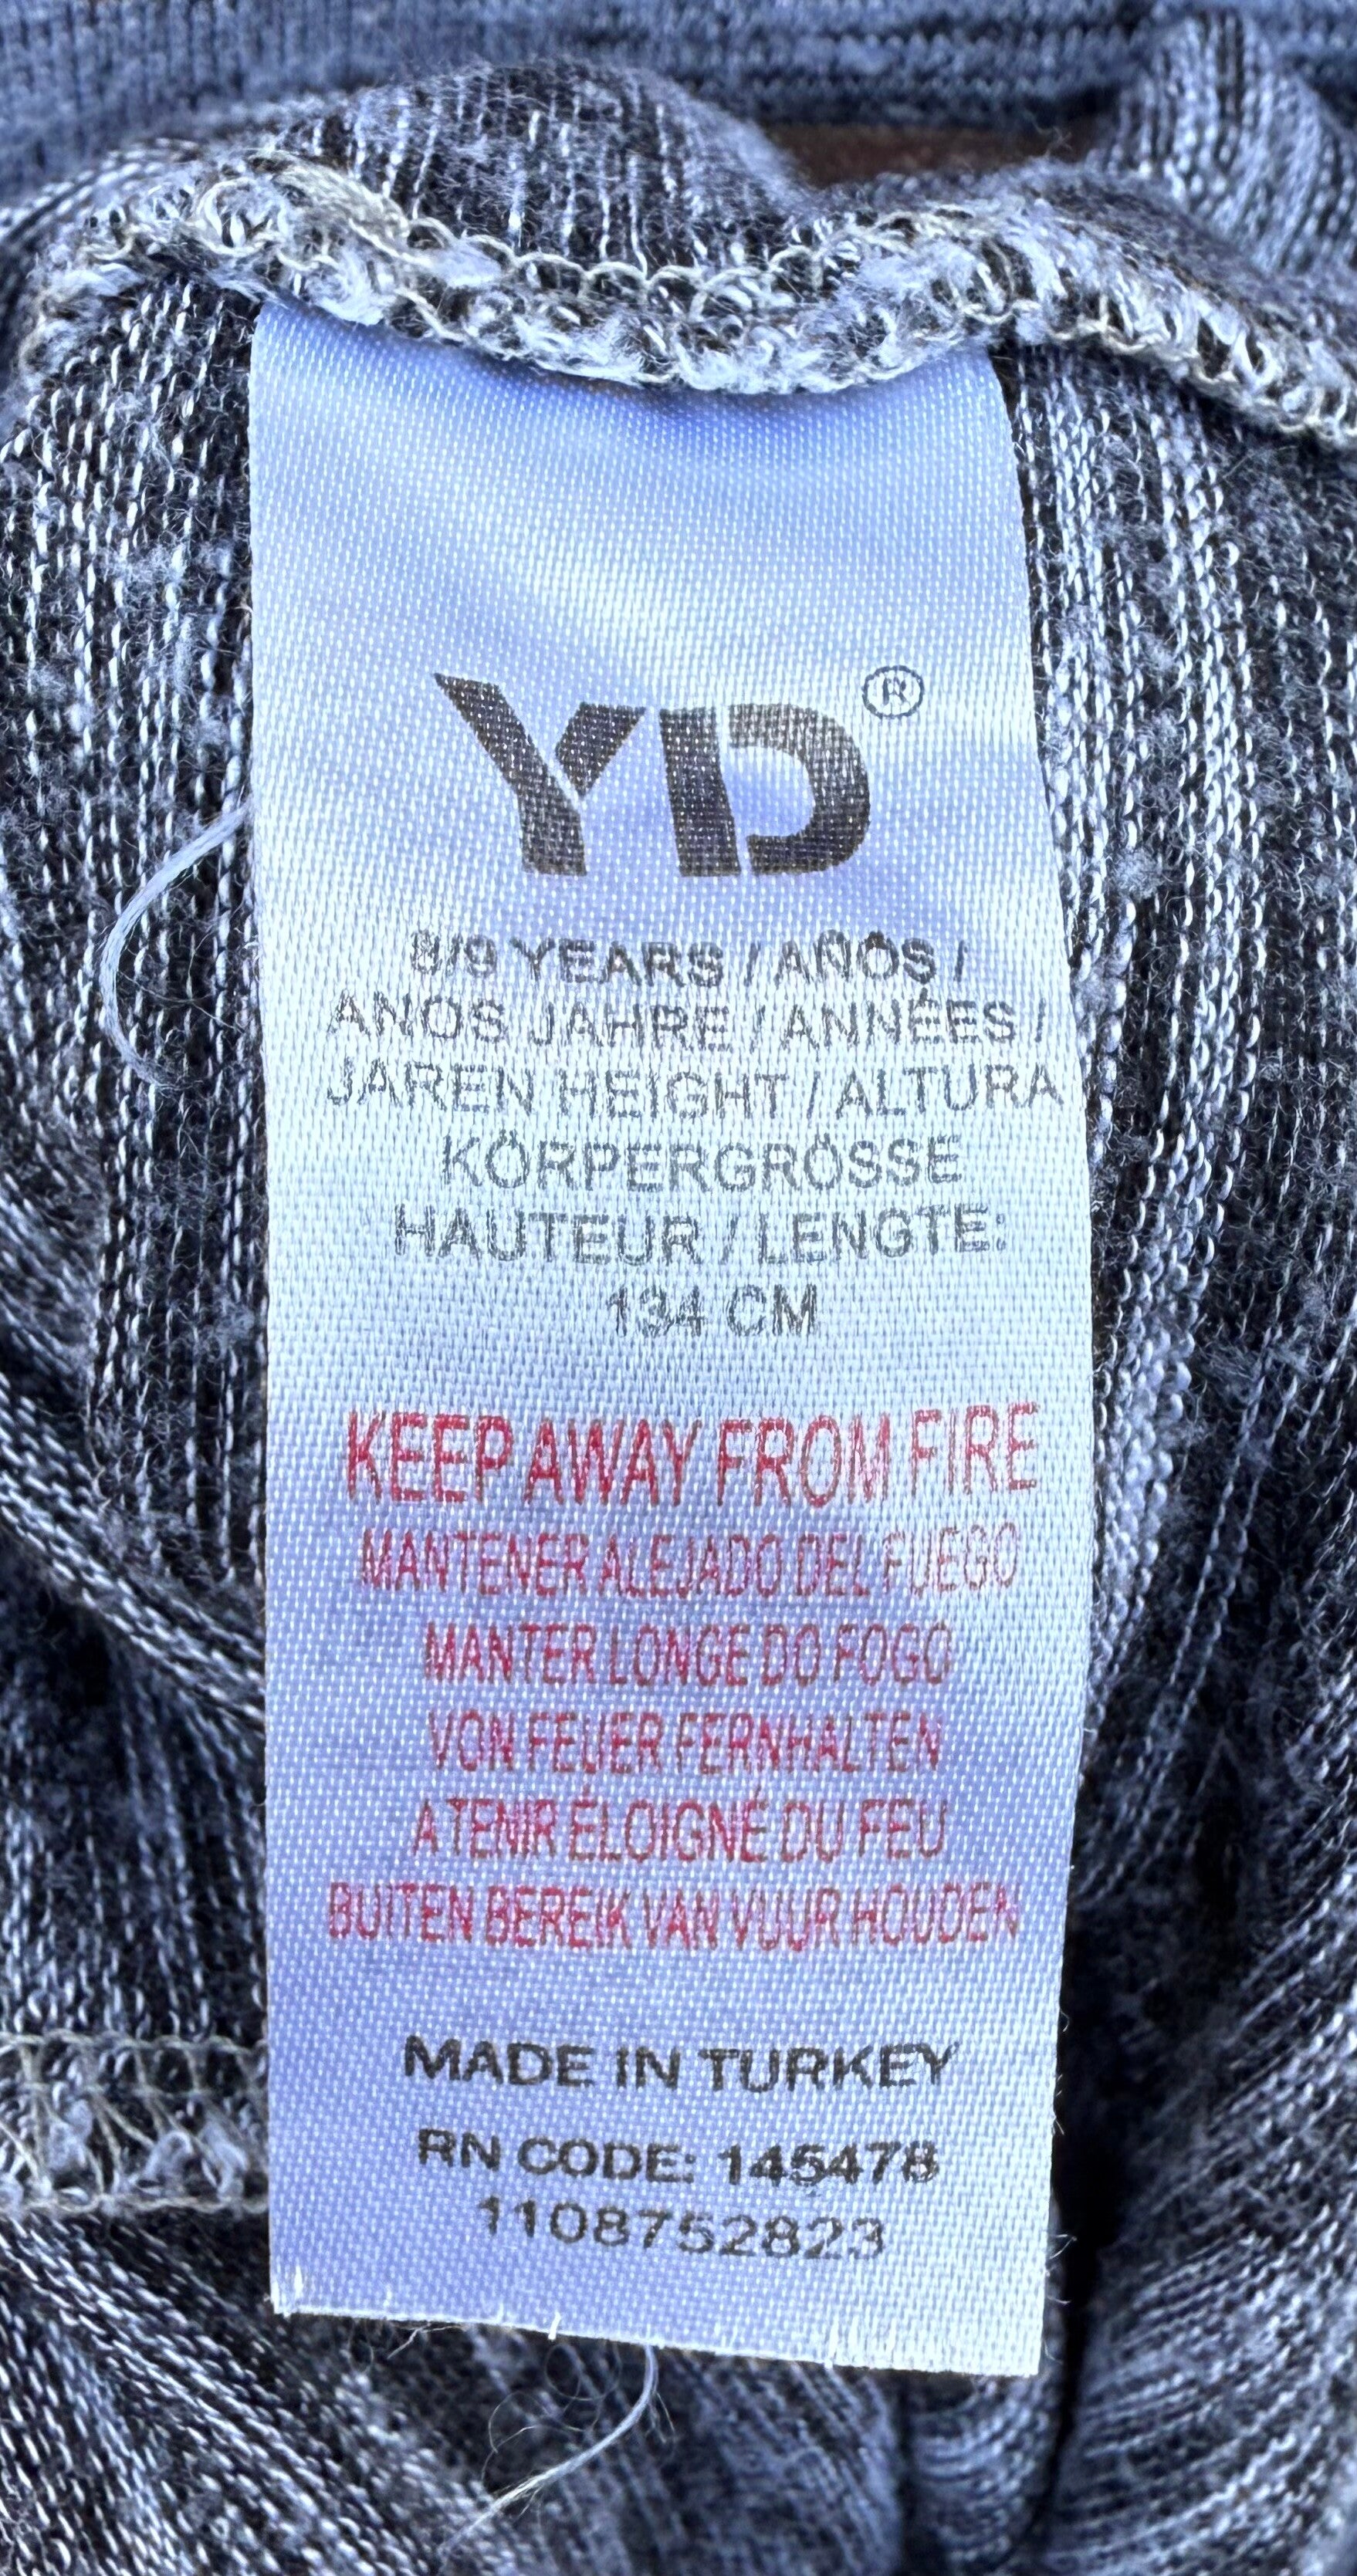 YD®
8/9 YEARS / AÑOS /
ANOS JAHRE / ANNÉES /
JAREN HEIGHT / ALTURA
KÖRPERGRÖSSE
HAUTEUR / LENGTE:
134 CM
KEEP AWAY FROM FIRE
MANTENER ALEJADO DEL FUEGO
MANTER LONGE DO FOGO
VON FEUER FERNHALTEN
A TENIR ÉLOIGNÉ DU FEU
BUITEN BEREIK VAN VUUR HOUDEN
MADE IN TURKEY
RN CODE: 145478
1108752823